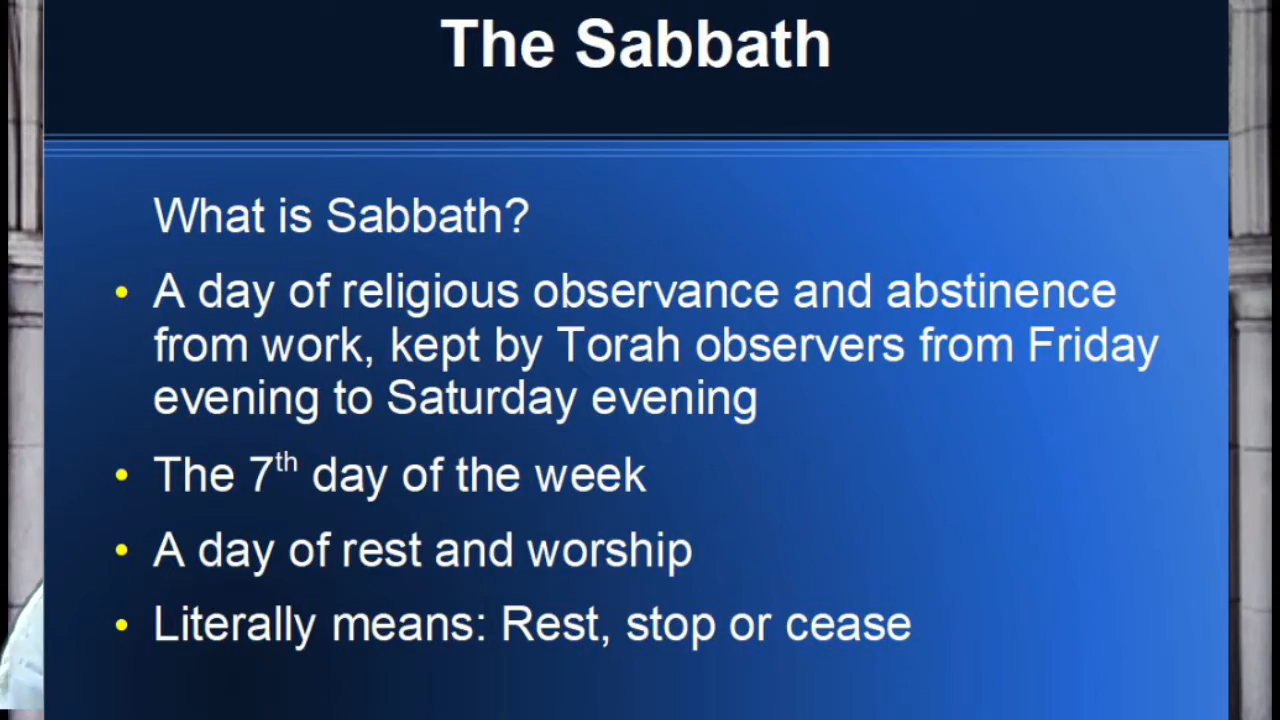 The Sabbath
What is Sabbath?
• A day of religious observance and abstinence
from work, kept by Torah observers from Friday
evening to Saturday evening
• The 7th day of the week
• A day of rest and worship
• Literally means: Rest, stop or cease